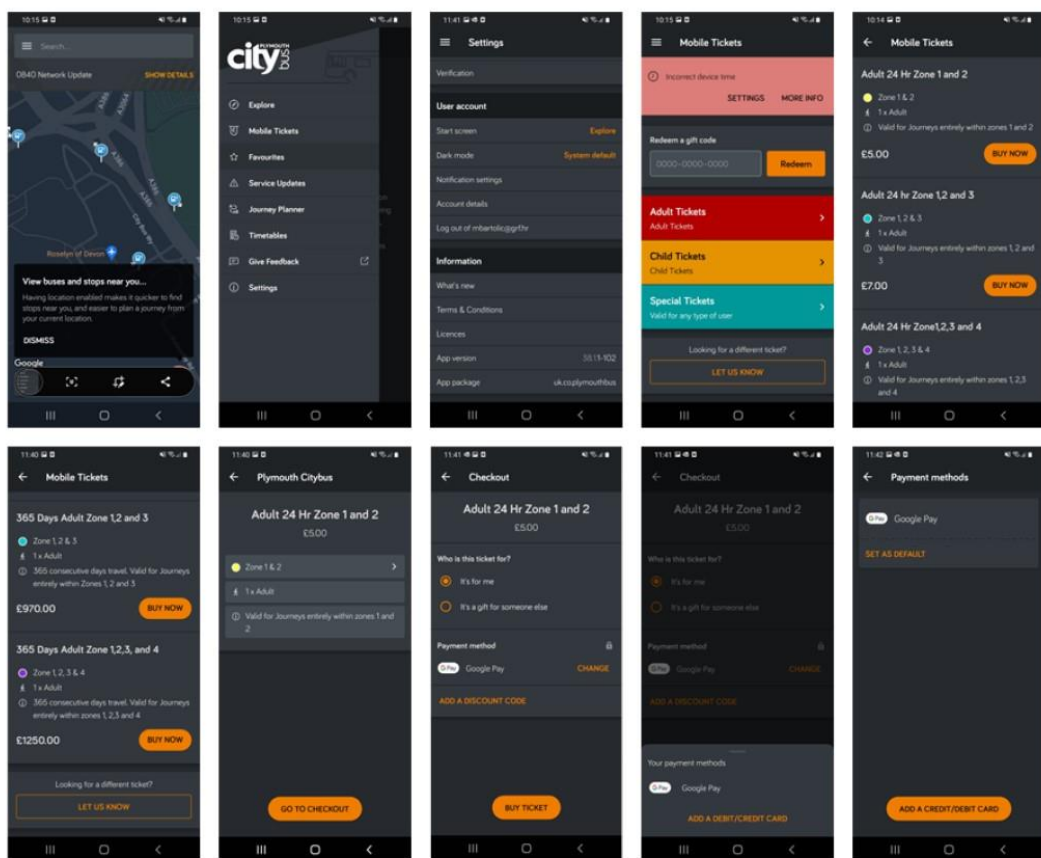 10:15
Search...
0840 Network Update SHOW DETAILS
A386
A3064
A386
A386
A386
City Bus Wy
Roselyn of Devon
View buses and stops near you...
Having location enabled makes it quicker to find
stops near you, and easier to plan a journey from
your current location.
DISMISS
Google
10:15
PLYMOUTH
city
bus
Explore
Mobile Tickets
Favourites
Service Updates
Journey Planner
Timetables
Give Feedback
Settings
11:41
Settings
Verification
User account
Start screen Explore
Dark mode System default
Notification settings
Account details
Log out of mbartolic@grf.hr
Information
What's new
Terms & Conditions
Licences
App version
App package uk.co.plymouthbus
10:15
Mobile Tickets
Incorrect device time
SETTINGS MORE INFO
Redeem a gift code
0000-0000-0000 Redeem
Adult Tickets
Adult Tickets
Child Tickets
Child Tickets
Special Tickets
Valid for any type of user
Looking for a different ticket?
LET US KNOW
10:14
Mobile Tickets
Adult 24 Hr Zone 1 and 2
Zone 1 & 2
1 x Adult
Valid for Journeys entirely within zones 1 and 2
£5.00 BUY NOW
Adult 24 hr Zone 1,2 and 3
Zone 1, 2 & 3
1 x Adult
Valid for Journeys entirely within zones 1, 2 and
3
£7.00 BUY NOW
Adult 24 Hr Zone1,2,3 and 4
Zone 1, 2, 3 & 4
1 x Adult
Valid for Journeys entirely within zones 1, 2,3
and 4
11:40
Mobile Tickets
365 Days Adult Zone 1,2 and 3
Zone 1, 2 & 3
1 x Adult
365 consecutive days travel. Valid for Journeys
entirely within Zones 1, 2 and 3
£970.00 BUY NOW
365 Days Adult Zone 1,2,3, and 4
Zone 1, 2, 3 & 4
1 x Adult
365 consecutive days travel. Valid for Journeys
entirely within zones 1, 2,3 and 4
£1250.00 BUY NOW
Looking for a different ticket?
LET US KNOW
11:40
Plymouth Citybus
Adult 24 Hr Zone 1 and 2
£5.00
Zone 1 & 2
1 x Adult
Valid for Journeys entirely within zones 1 and
2
GO TO CHECKOUT
11:41
Checkout
Adult 24 Hr Zone 1 and 2
£5.00
Who is this ticket for?
It's for me
It's a gift for someone else
Payment method
G Pay Google Pay CHANGE
ADD A DISCOUNT CODE
BUY TICKET
11:41
Checkout
Adult 24 Hr Zone 1 and 2
£5.00
Who is this ticket for?
It's for me
It's a gift for someone else
Payment method
G Pay Google Pay CHANGE
ADD A DISCOUNT CODE
Your payment methods
G Pay Google Pay
ADD A DEBIT/CREDIT CARD
11:42
Payment methods
G Pay Google Pay
SET AS DEFAULT
ADD A CREDIT/DEBIT CARD